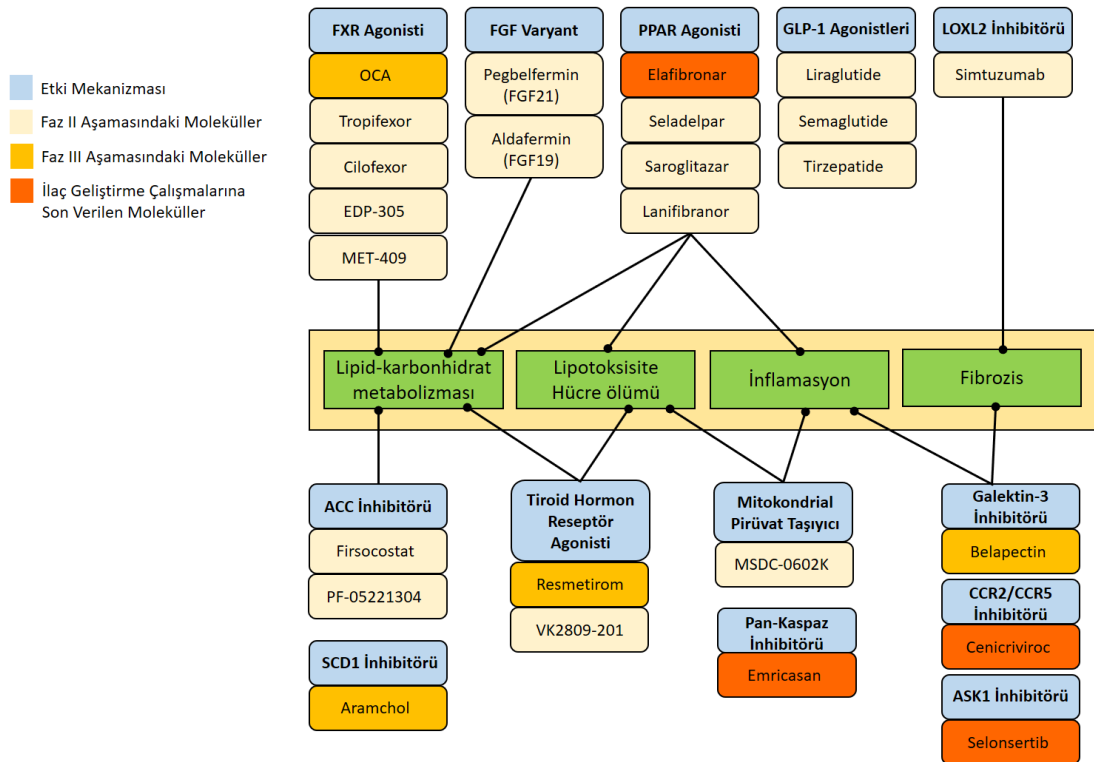 Etki Mekanizması
Faz II Aşamasındaki Moleküller
Faz III Aşamasındaki Moleküller
İlaç Geliştirme Çalışmalarına
Son Verilen Moleküller
FXR Agonisti
OCA
Tropifexor
Cilofexor
EDP-305
MET-409
FGF Varyant
Pegbelfermin
(FGF21)
Aldafermin
(FGF19)
PPAR Agonisti
Elafibronar
Seladelpar
Saroglitazar
Lanifibranor
GLP-1 Agonistleri
Liraglutide
Semaglutide
Tirzepatide
LOXL2 İnhibitörü
Simtuzumab
Lipid-karbonhidrat
metabolizması
Lipotoksisite
Hücre ölümü
İnflamasyon
Fibrozis
ACC İnhibitörü
Firsocostat
PF-05221304
SCD1 İnhibitörü
Aramchol
Tiroid Hormon
Reseptör
Agonisti
Resmetirom
VK2809-201
Mitokondrial
Pirüvat Taşıyıcı
MSDC-0602K
Pan-Kaspaz
İnhibitörü
Emricasan
Galektin-3
İnhibitörü
Belapectin
CCR2/CCR5
İnhibitörü
Cenicriviroc
ASK1 İnhibitörü
Selonsertib